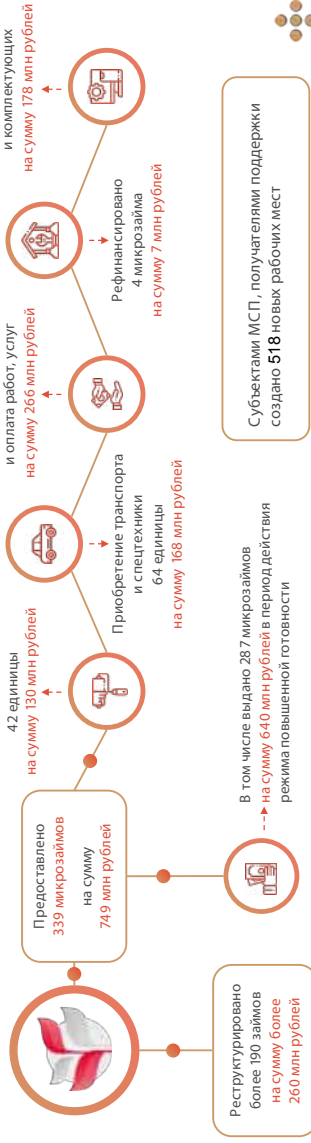 Предоставлено
339 микрозаймов
на сумму
749 млн рублей
Реструктурировано
более 190 займов
на сумму более
260 млн рублей
42 единицы
на сумму 130 млн рублей
Приобретение транспорта
и спецтехники
64 единицы
на сумму 168 млн рублей
и оплата работ, услуг
на сумму 266 млн рублей
Рефинансировано
4 микрозайма
на сумму 7 млн рублей
и комплектующих
на сумму 178 млн рублей
В том числе выдано 287 микрозаймов
на сумму 640 млн рублей в период действия
режима повышенной готовности
Субъектами МСП, получателями поддержки
создано 518 новых рабочих мест